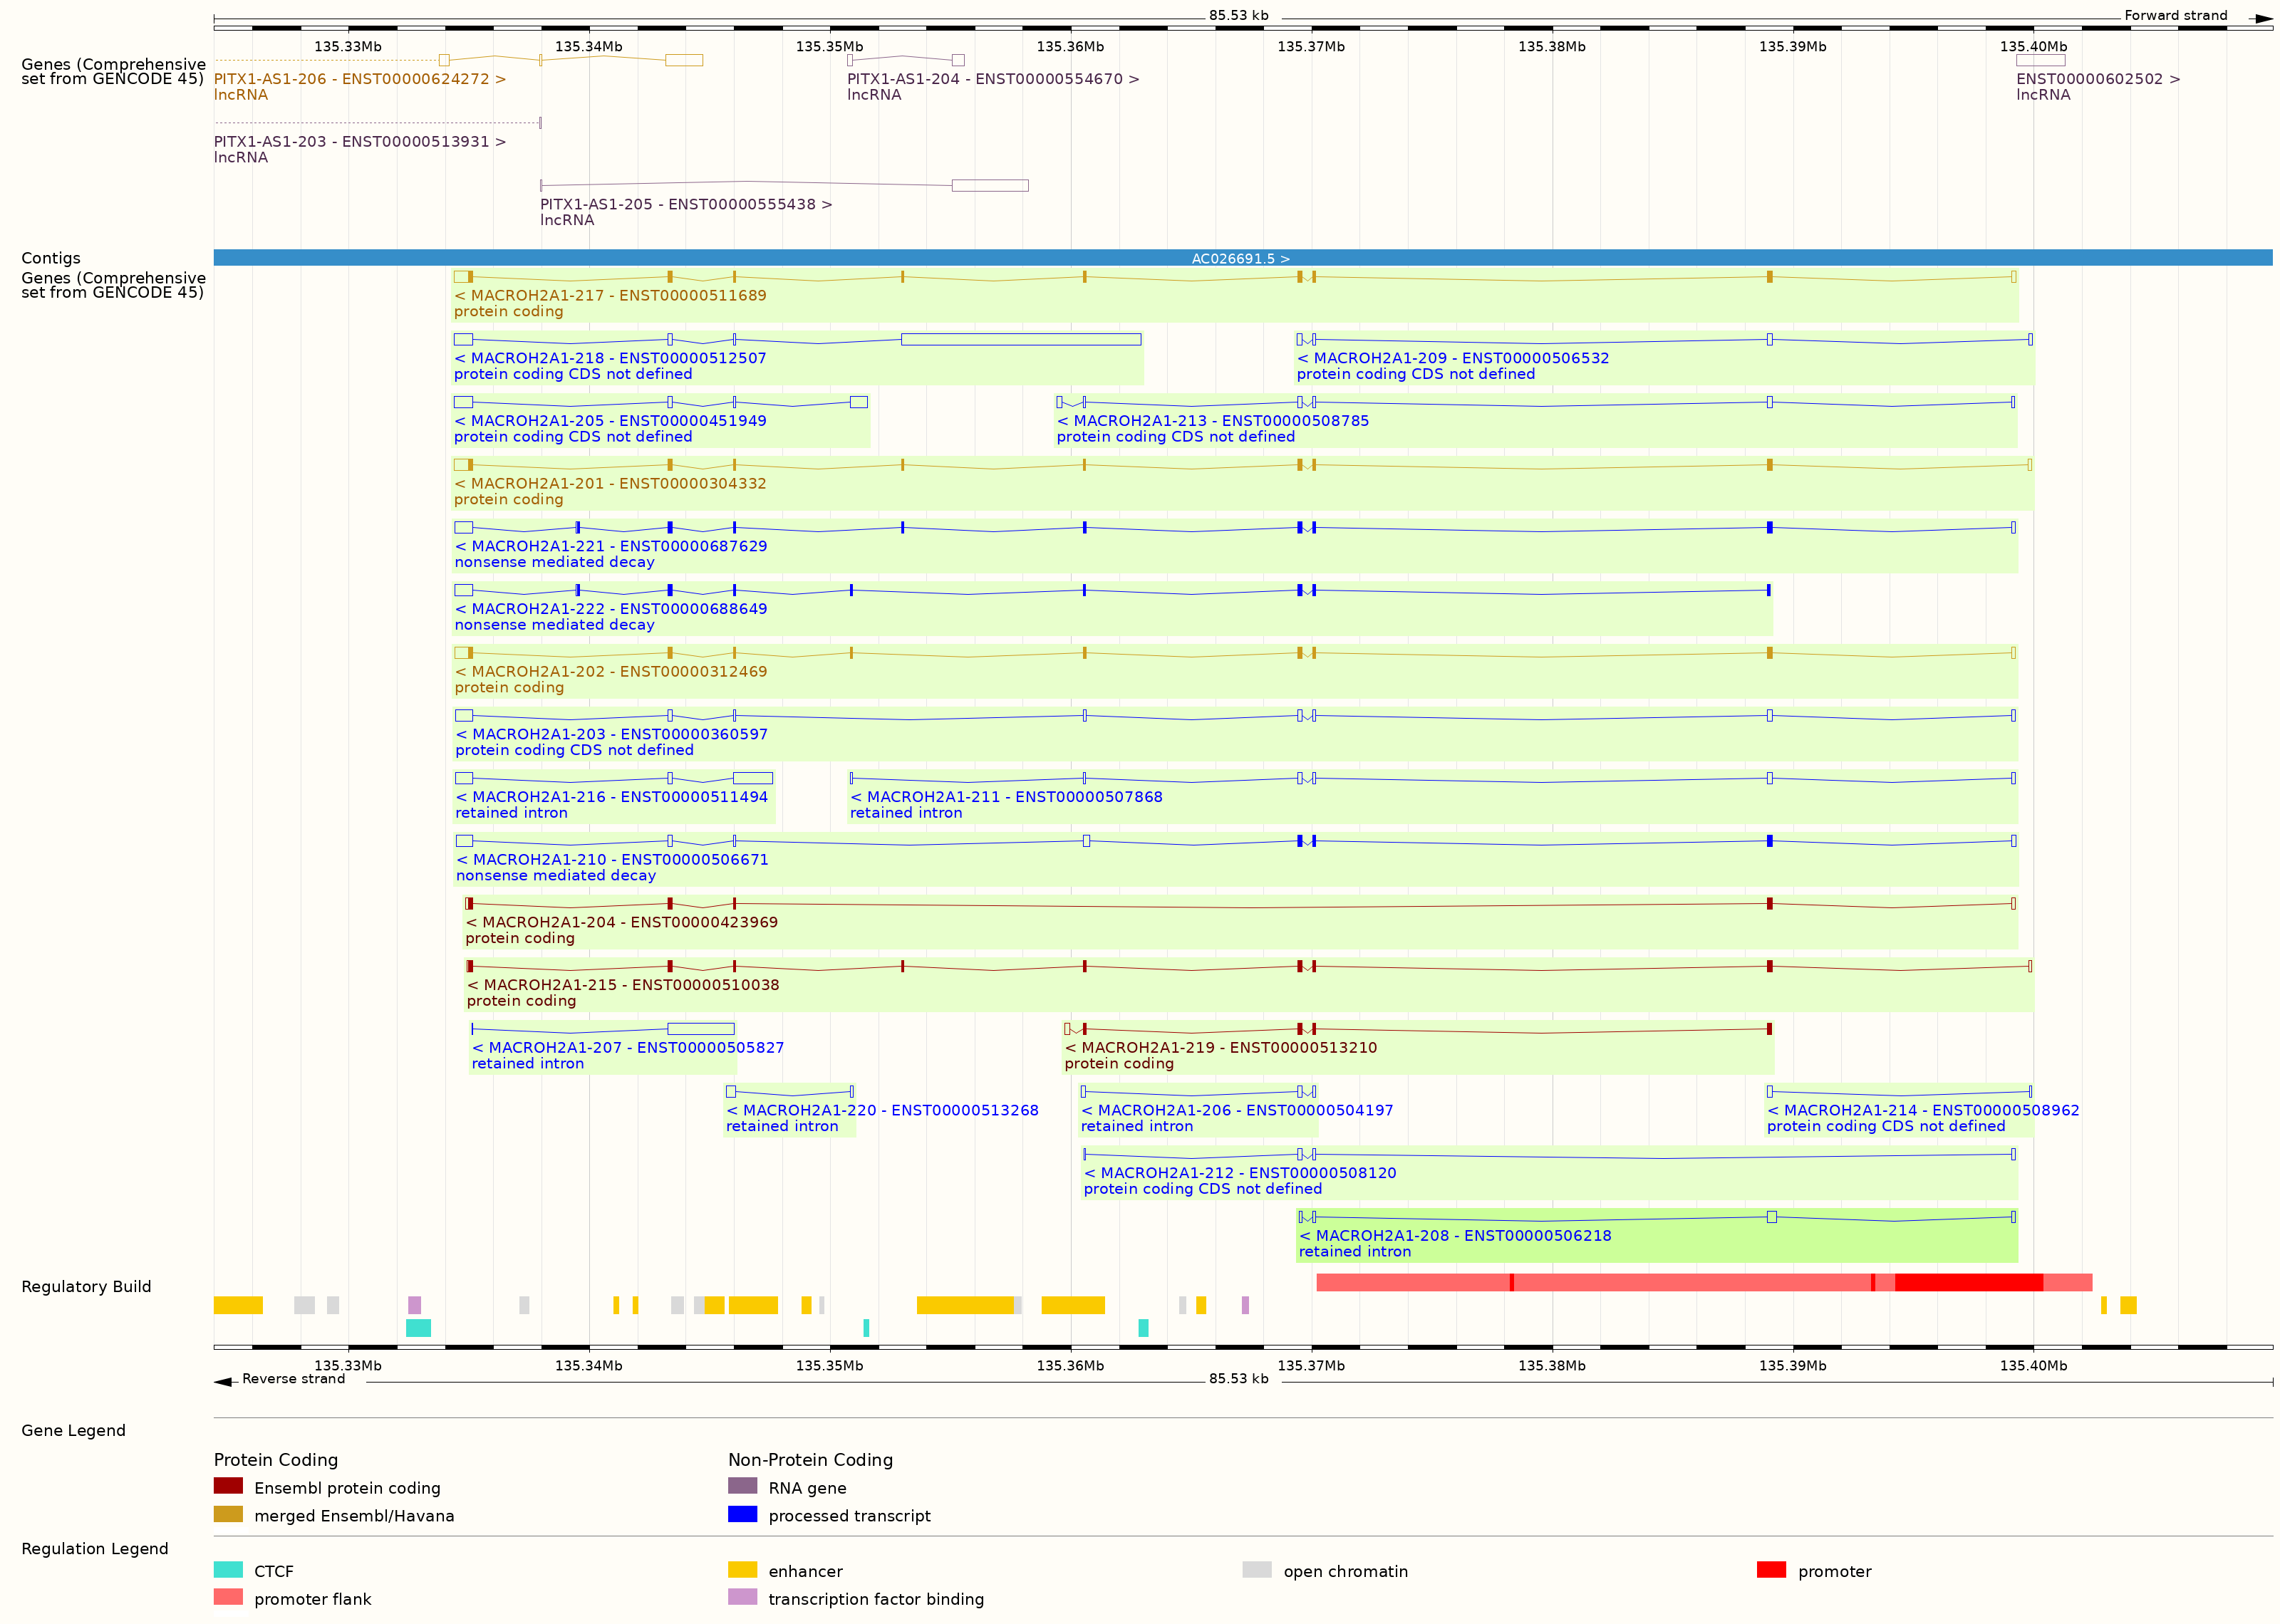 85.53 kb
Forward strand
135.33Mb 135.34Mb 135.35Mb 135.36Mb 135.37Mb 135.38Mb 135.39Mb 135.40Mb
Genes (Comprehensive
set from GENCODE 45)
PITX1-AS1-206 - ENST00000624272 >
lncRNA
PITX1-AS1-204 - ENST00000554670 >
lncRNA
ENST00000602502 >
lncRNA
PITX1-AS1-203 - ENST00000513931 >
lncRNA
PITX1-AS1-205 - ENST00000555438 >
lncRNA
Contigs
AC026691.5 >
Genes (Comprehensive
set from GENCODE 45)
< MACROH2A1-217 - ENST00000511689
protein coding
< MACROH2A1-218 - ENST00000512507
protein coding CDS not defined
< MACROH2A1-209 - ENST00000506532
protein coding CDS not defined
< MACROH2A1-205 - ENST00000451949
protein coding CDS not defined
< MACROH2A1-213 - ENST00000508785
protein coding CDS not defined
< MACROH2A1-201 - ENST00000304332
protein coding
< MACROH2A1-221 - ENST00000687629
nonsense mediated decay
< MACROH2A1-222 - ENST00000688649
nonsense mediated decay
< MACROH2A1-202 - ENST00000312469
protein coding
< MACROH2A1-203 - ENST00000360597
protein coding CDS not defined
< MACROH2A1-216 - ENST00000511494
retained intron
< MACROH2A1-211 - ENST00000507868
retained intron
< MACROH2A1-210 - ENST00000506671
nonsense mediated decay
< MACROH2A1-204 - ENST00000423969
protein coding
< MACROH2A1-215 - ENST00000510038
protein coding
< MACROH2A1-207 - ENST00000505827
retained intron
< MACROH2A1-219 - ENST00000513210
protein coding
< MACROH2A1-220 - ENST00000513268
retained intron
< MACROH2A1-206 - ENST00000504197
retained intron
< MACROH2A1-214 - ENST00000508962
protein coding CDS not defined
< MACROH2A1-212 - ENST00000508120
protein coding CDS not defined
< MACROH2A1-208 - ENST00000506218
retained intron
Regulatory Build
135.33Mb 135.34Mb 135.35Mb 135.36Mb 135.37Mb 135.38Mb 135.39Mb 135.40Mb
Reverse strand
85.53 kb
Gene Legend
Protein Coding
Non-Protein Coding
Ensembl protein coding
RNA gene
merged Ensembl/Havana
processed transcript
Regulation Legend
CTCF
enhancer
open chromatin
promoter
promoter flank
transcription factor binding